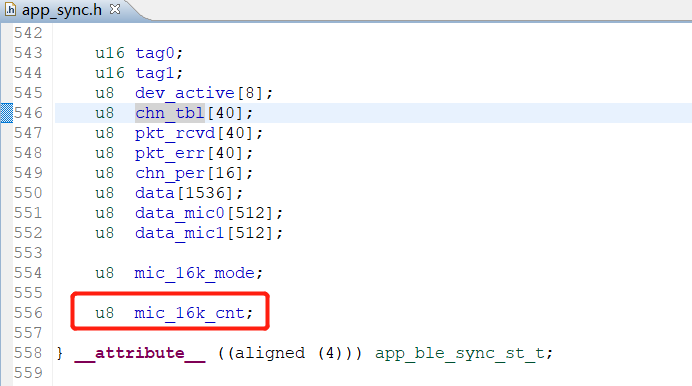 app_sync.h
542
543 u16 tag0;
544 u16 tag1;
545 u8 dev_active[8];
546 u8 chn_tbl[40];
547 u8 pkt_rcvd[40];
548 u8 pkt_err[40];
549 u8 chn_per[16];
550 u8 data[1536];
551 u8 data_mic0[512];
552 u8 data_mic1[512];
553
554 u8 mic_16k_mode;
555
556 u8 mic_16k_cnt;
557
558 } __attribute__ ((aligned (4))) app_ble_sync_st_t;
559